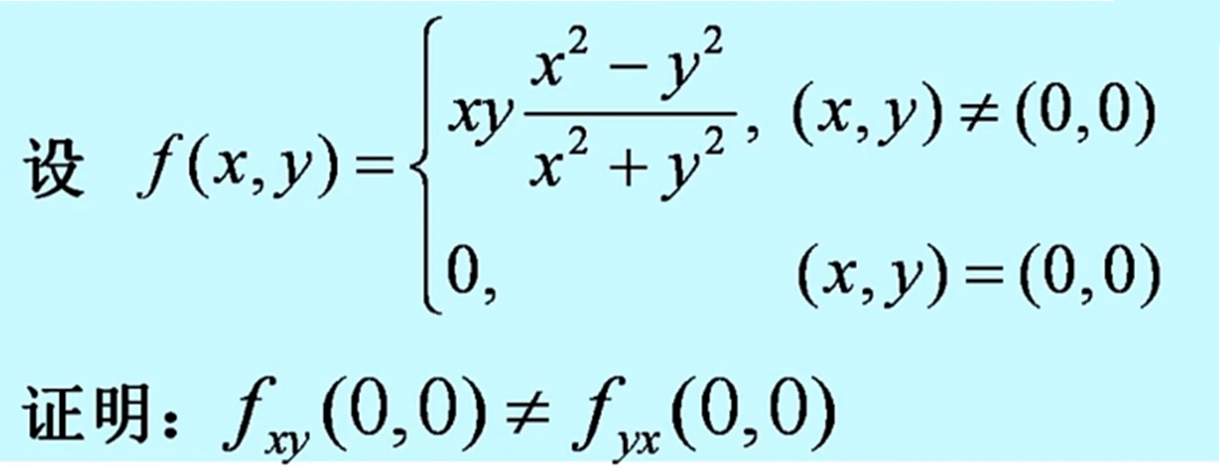 设 f(x,y) = { xy (x² − y²)/(x² + y²), (x,y) ≠ (0,0)
0, (x,y) = (0,0)
证明：f_xy(0,0) ≠ f_yx(0,0)